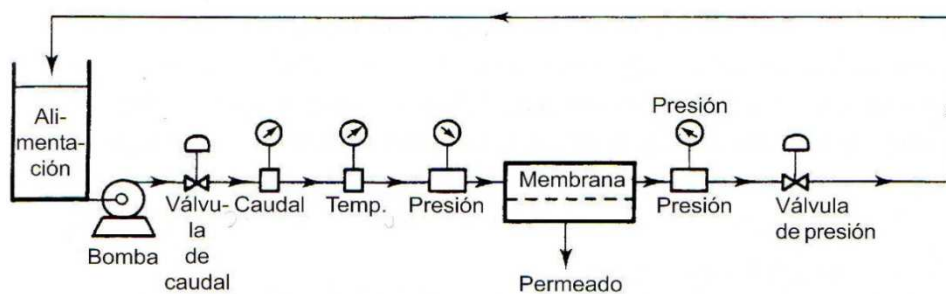 Ali-
menta-
ción
Bomba
Válvu-
la
de
caudal
Caudal
Temp.
Presión
Membrana
Permeado
Presión
Presión
Válvula
de presión